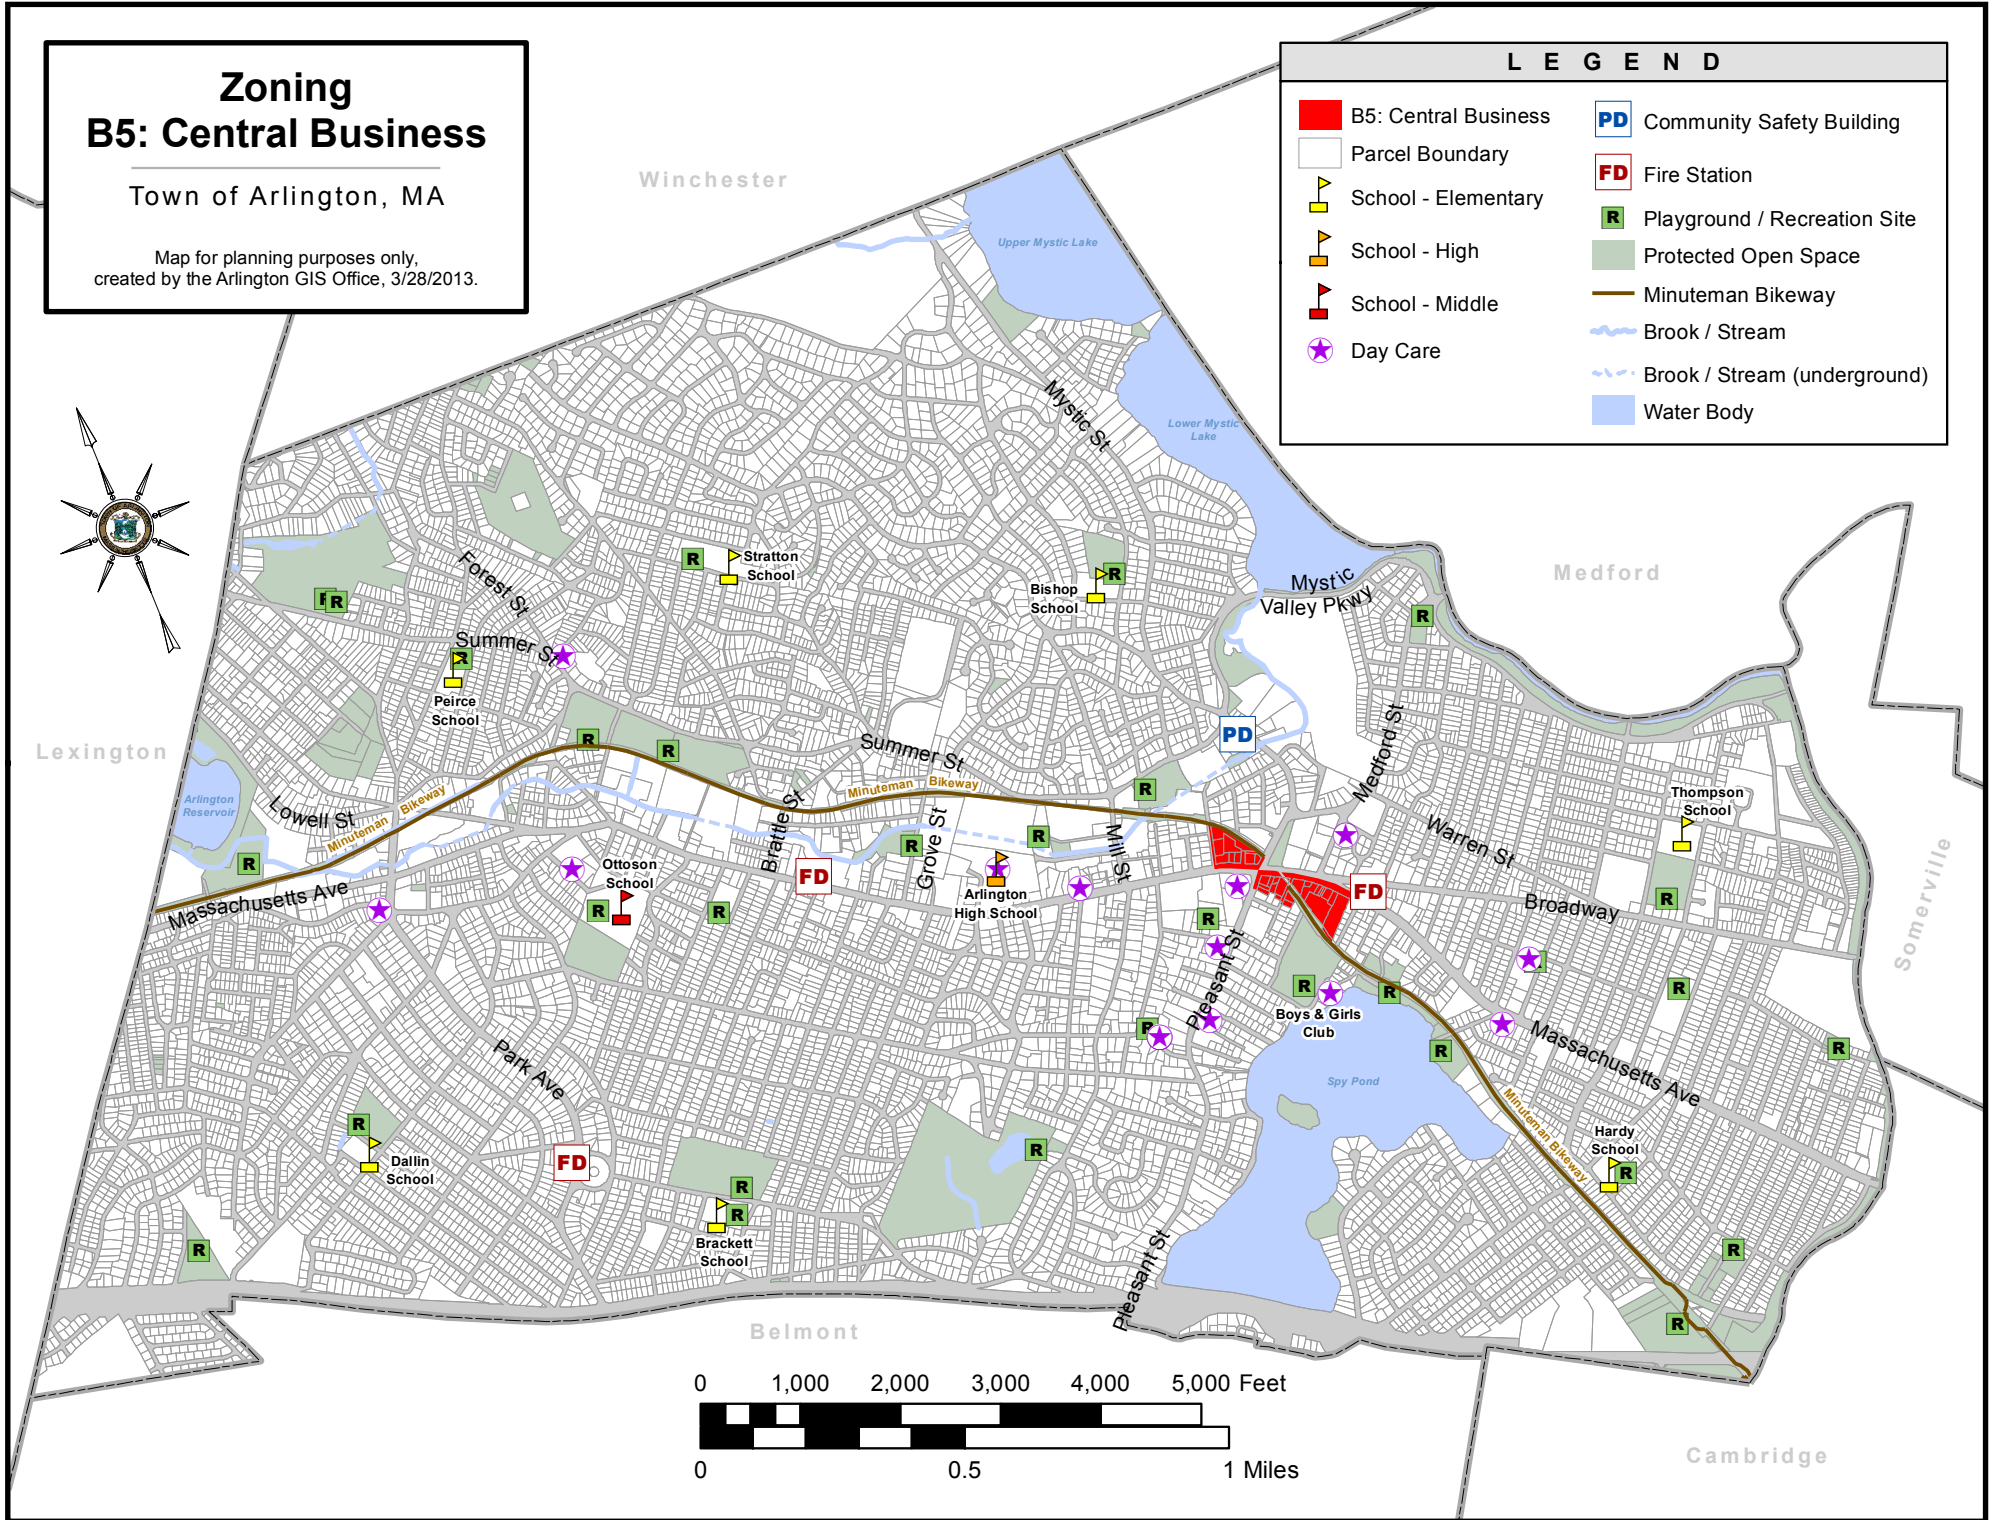 Zoning
B5: Central Business
Town of Arlington, MA
Map for planning purposes only,
created by the Arlington GIS Office, 3/28/2013.
L E G E N D
B5: Central Business
Parcel Boundary
School - Elementary
School - High
School - Middle
Day Care
PD
Community Safety Building
FD
Fire Station
R
Playground / Recreation Site
Protected Open Space
Minuteman Bikeway
Brook / Stream
Brook / Stream (underground)
Water Body
Winchester
Upper Mystic Lake
Mystic St
Lower Mystic
Lake
Medford
Mystic
Valley Pkwy
R
Stratton
School
R
Bishop
School
R
Forest St
R
Summer St
R
Peirce
School
Lexington
R
R
Summer St
PD
Medford St
R
Arlington
Reservoir
Lowell St
Minuteman
Bikeway
Minuteman
Bikeway
Brattle St
Grove St
Mill St
Warren St
Thompson
School
R
R
R
R
Massachusetts Ave
Ottoson
School
R
R
FD
Arlington
High School
FD
R
Broadway
Somerville
Pleasant St
R
R
R
R
Boys & Girls
Club
R
R
R
Massachusetts Ave
Park Ave
Spy Pond
Minuteman Bikeway
Hardy
School
R
R
Dallin
School
FD
R
R
R
Brackett
School
R
R
R
Pleasant St
Belmont
Cambridge
0
1,000
2,000
3,000
4,000
5,000 Feet
0
0.5
1 Miles